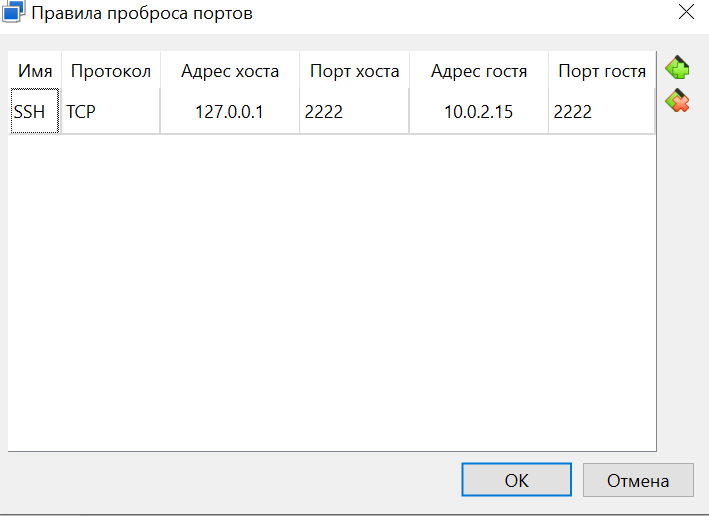 Правила проброса портов
Имя Протокол Адрес хоста Порт хоста Адрес гостя Порт гостя
SSH TCP 127.0.0.1 2222 10.0.2.15 2222
OK Отмена